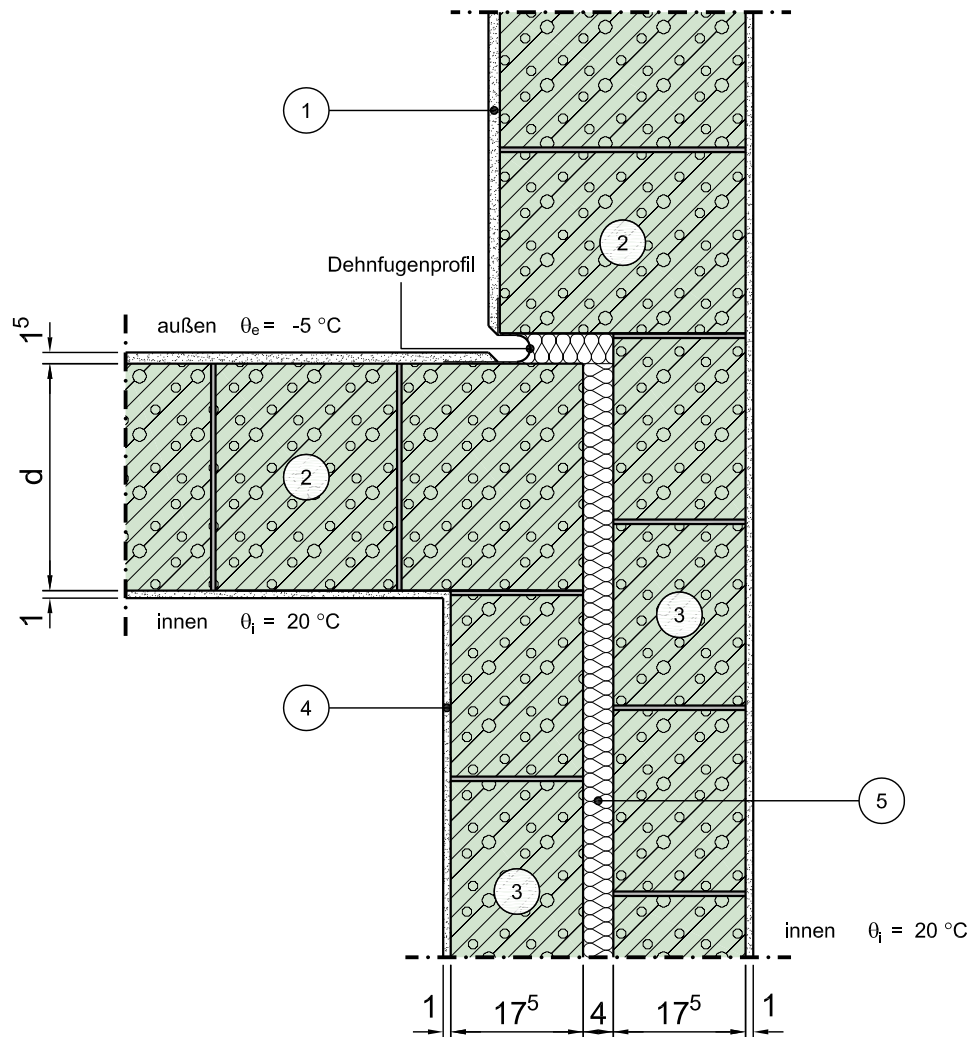 1
2
Dehnfugenprofil
außen θe = -5 °C
1⁵
d
2
1
innen θi = 20 °C
3
4
5
3
innen θi = 20 °C
1
17⁵
4
17⁵
1